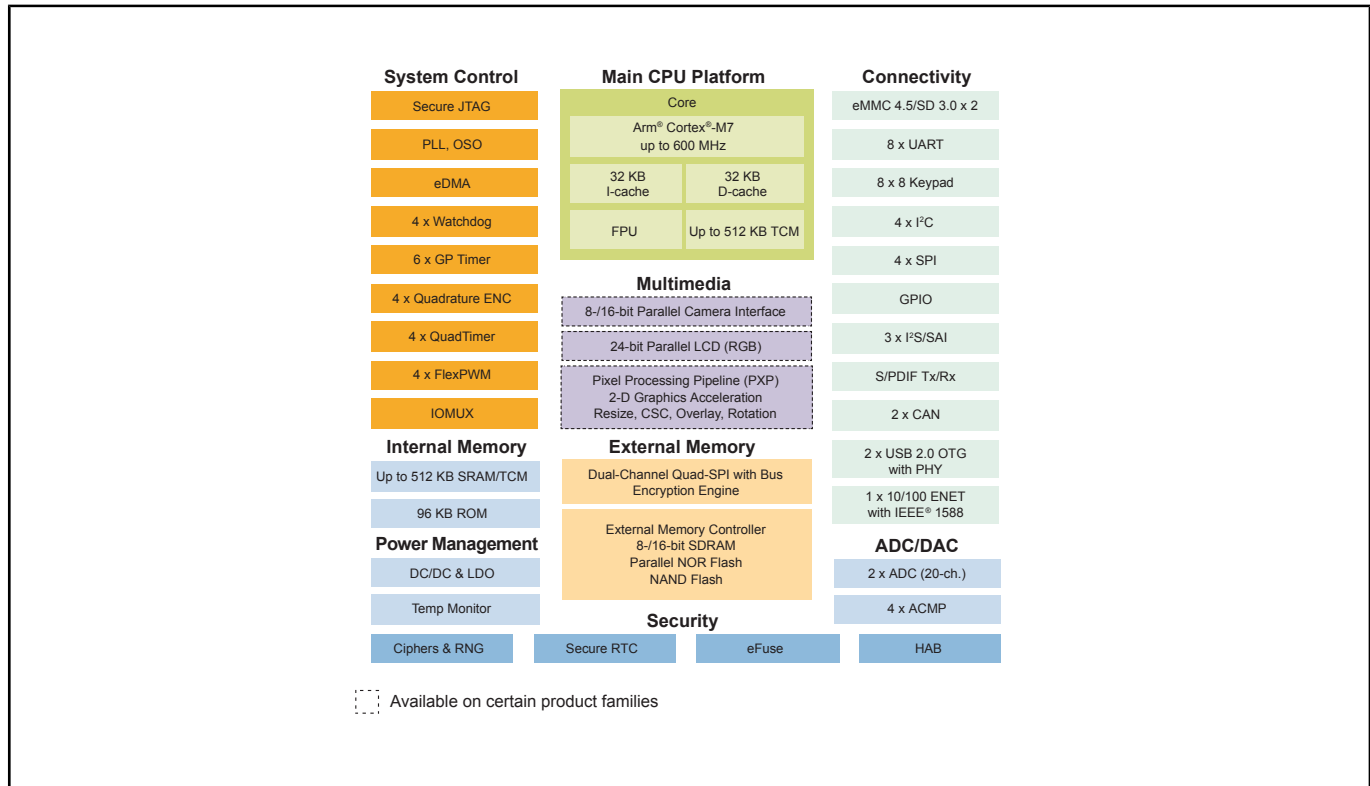 System Control
Secure JTAG
PLL, OSO
eDMA
4 x Watchdog
6 x GP Timer
4 x Quadrature ENC
4 x QuadTimer
4 x FlexPWM
IOMUX
Internal Memory
Up to 512 KB SRAM/TCM
96 KB ROM
Power Management
DC/DC & LDO
Temp Monitor
Main CPU Platform
Core
Arm® Cortex®-M7
up to 600 MHz
32 KB
I-cache
32 KB
D-cache
FPU
Up to 512 KB TCM
Multimedia
8-/16-bit Parallel Camera Interface
24-bit Parallel LCD (RGB)
Pixel Processing Pipeline (PXP)
2-D Graphics Acceleration
Resize, CSC, Overlay, Rotation
External Memory
Dual-Channel Quad-SPI with Bus
Encryption Engine
External Memory Controller
8-/16-bit SDRAM
Parallel NOR Flash
NAND Flash
Connectivity
eMMC 4.5/SD 3.0 x 2
8 x UART
8 x 8 Keypad
4 x I²C
4 x SPI
GPIO
3 x I²S/SAI
S/PDIF Tx/Rx
2 x CAN
2 x USB 2.0 OTG
with PHY
1 x 10/100 ENET
with IEEE® 1588
ADC/DAC
2 x ADC (20-ch.)
4 x ACMP
Security
Ciphers & RNG
Secure RTC
eFuse
HAB
Available on certain product families